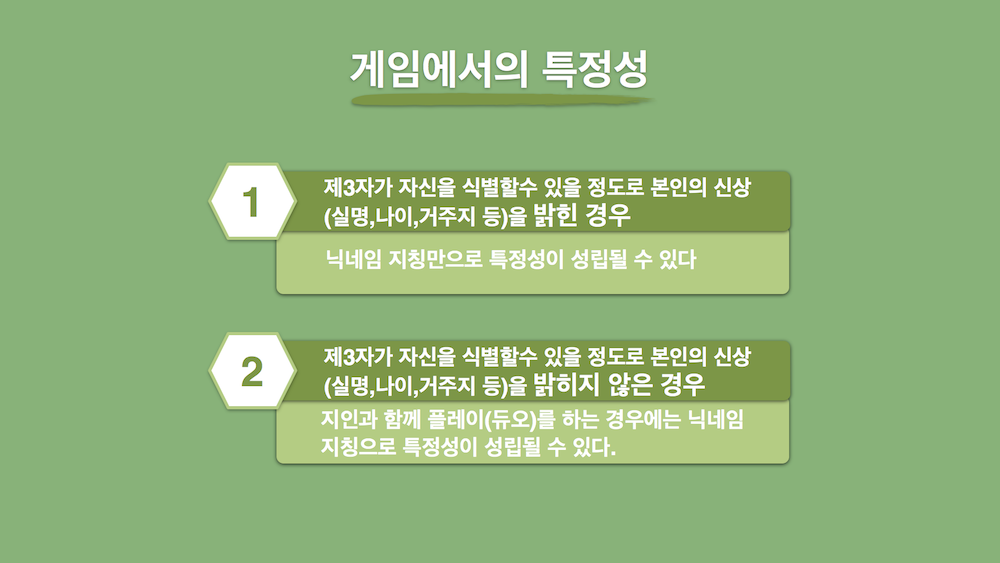 게임에서의 특정성
1
제3자가 자신을 식별할수 있을 정도로 본인의 신상
(실명,나이,거주지 등)을 밝힌 경우
닉네임 지칭만으로 특정성이 성립될 수 있다
2
제3자가 자신을 식별할수 있을 정도로 본인의 신상
(실명,나이,거주지 등)을 밝히지 않은 경우
지인과 함께 플레이(듀오)를 하는 경우에는 닉네임
지칭으로 특정성이 성립될 수 있다.